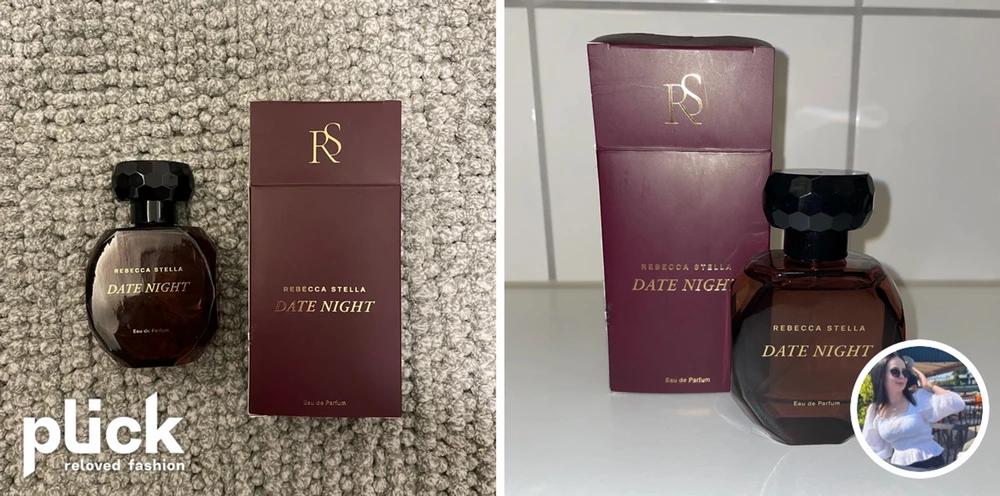 RS
REBECCA STELLA
DATE NIGHT
Eau de Parfum
REBECCA STELLA
DATE NIGHT
Eau de Parfum
plick
reloved fashion
RS
REBECCA STELLA
DATE NIGH
Eau de Parfum
REBECCA STELLA
DATE NIGHT
Eau de Parfum